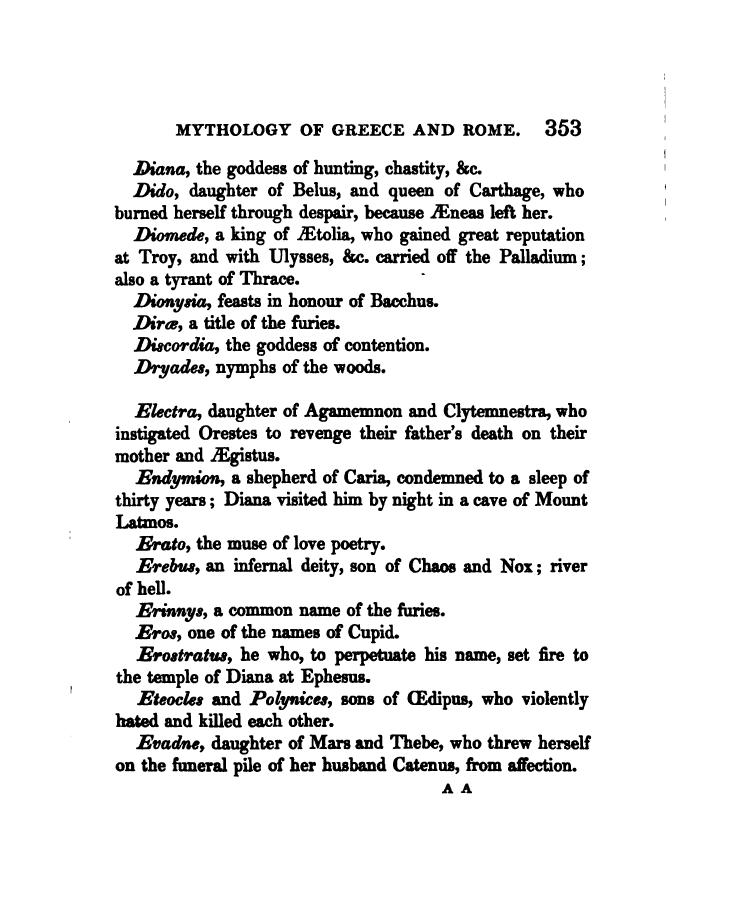 MYTHOLOGY OF GREECE AND ROME. 353
Diana, the goddess of hunting, chastity, &c.
Dido, daughter of Belus, and queen of Carthage, who
burned herself through despair, because Æneas left her.
Diomede, a king of Ætolia, who gained great reputation
at Troy, and with Ulysses, &c. carried off the Palladium;
also a tyrant of Thrace.
Dionysia, feasts in honour of Bacchus.
Diræ, a title of the furies.
Discordia, the goddess of contention.
Dryades, nymphs of the woods.
Electra, daughter of Agamemnon and Clytemnestra, who
instigated Orestes to revenge their father's death on their
mother and Ægistus.
Endymion, a shepherd of Caria, condemned to a sleep of
thirty years; Diana visited him by night in a cave of Mount
Latmos.
Erato, the muse of love poetry.
Erebus, an infernal deity, son of Chaos and Nox; river
of hell.
Erinnys, a common name of the furies.
Eros, one of the names of Cupid.
Erostratus, he who, to perpetuate his name, set fire to
the temple of Diana at Ephesus.
Eteocles and Polynices, sons of Œdipus, who violently
hated and killed each other.
Evadne, daughter of Mars and Thebe, who threw herself
on the funeral pile of her husband Catenus, from affection.
A A